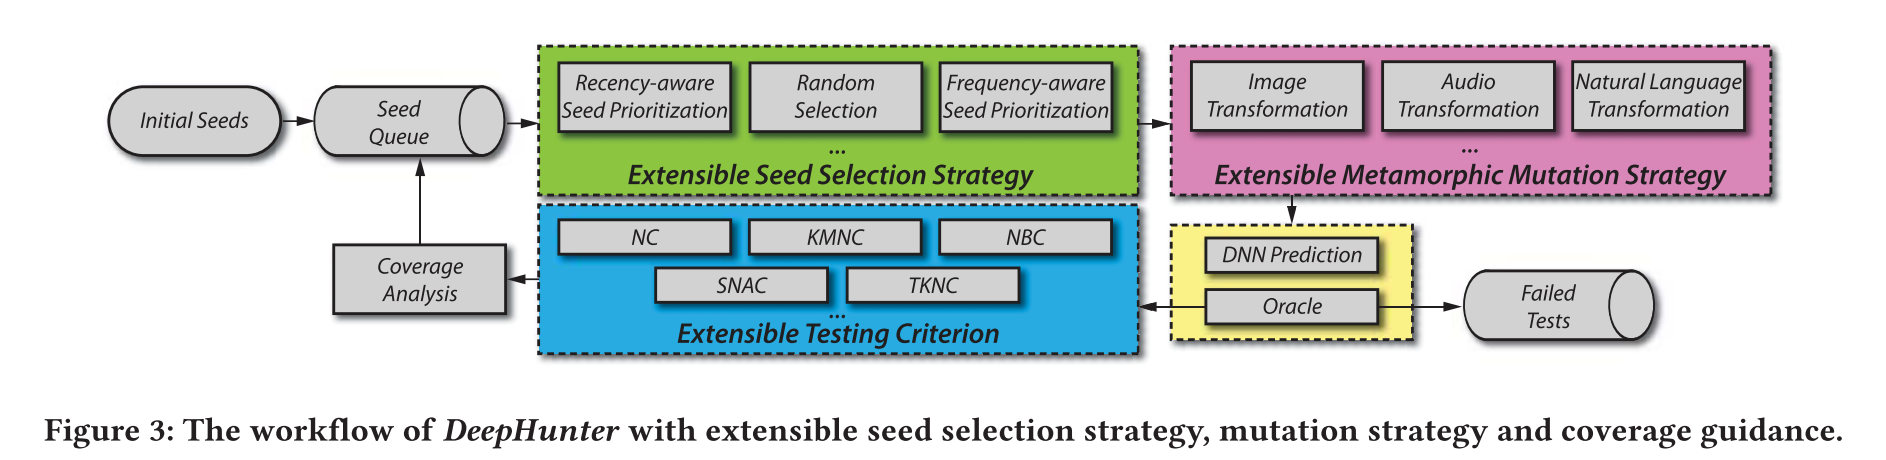 Initial Seeds
Seed
Queue
Recency-aware
Seed Prioritization
Random
Selection
Frequency-aware
Seed Prioritization
...
Extensible Seed Selection Strategy
Image
Transformation
Audio
Transformation
Natural Language
Transformation
...
Extensible Metamorphic Mutation Strategy
DNN Prediction
Oracle
Failed
Tests
NC
KMNC
NBC
SNAC
TKNC
...
Extensible Testing Criterion
Coverage
Analysis
Figure 3: The workflow of DeepHunter with extensible seed selection strategy, mutation strategy and coverage guidance.